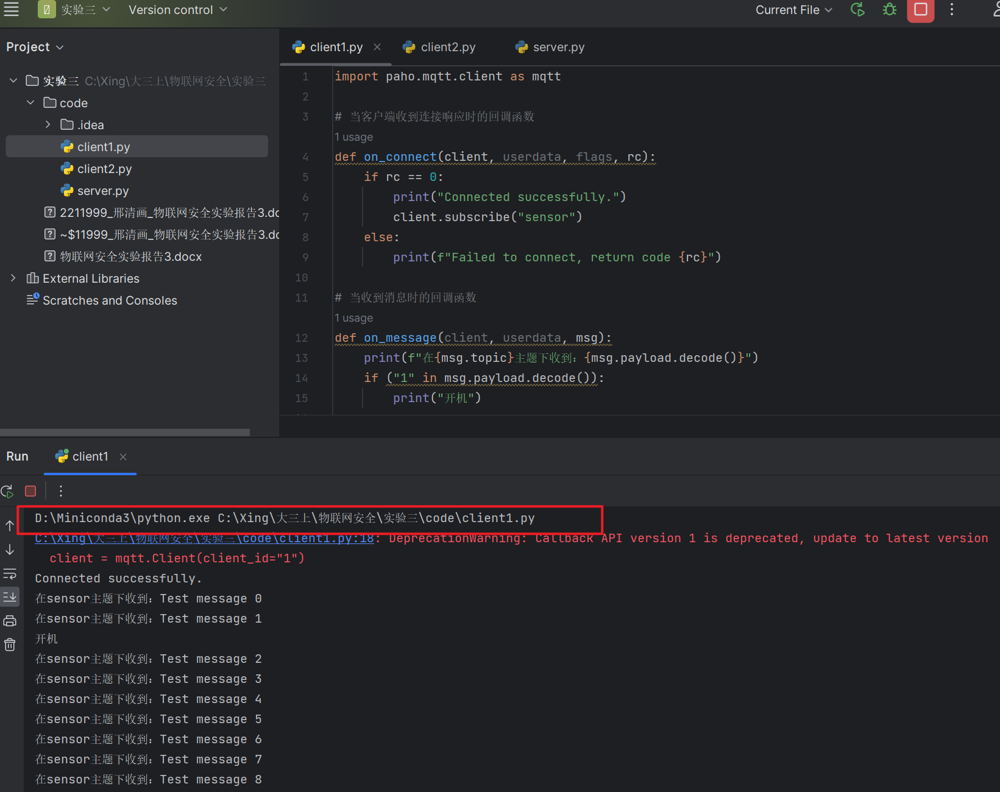 实验三
Version control
Current File
Project
client1.py
client2.py
server.py
实验三 C:\Xing\大三上\物联网安全\实验三
code
.idea
client1.py
client2.py
server.py
2211999_邢清画_物联网安全实验报告3.dc
~$11999_邢清画_物联网安全实验报告3.dc
物联网安全实验报告3.docx
External Libraries
Scratches and Consoles
1 import paho.mqtt.client as mqtt
2
3 # 当客户端收到连接响应时的回调函数
1 usage
4 def on_connect(client, userdata, flags, rc):
5 if rc == 0:
6 print("Connected successfully.")
7 client.subscribe("sensor")
8 else:
9 print(f"Failed to connect, return code {rc}")
10
11 # 当收到消息时的回调函数
1 usage
12 def on_message(client, userdata, msg):
13 print(f"在{msg.topic}主题下收到：{msg.payload.decode()}")
14 if ("1" in msg.payload.decode()):
15 print("开机")
Run
client1
D:\Miniconda3\python.exe C:\Xing\大三上\物联网安全\实验三\code\client1.py
C:\Xing\大三上\物联网安全\实验三\code\client1.py:18: DeprecationWarning: Callback API version 1 is deprecated, update to latest version
client = mqtt.Client(client_id="1")
Connected successfully.
在sensor主题下收到：Test message 0
在sensor主题下收到：Test message 1
开机
在sensor主题下收到：Test message 2
在sensor主题下收到：Test message 3
在sensor主题下收到：Test message 4
在sensor主题下收到：Test message 5
在sensor主题下收到：Test message 6
在sensor主题下收到：Test message 7
在sensor主题下收到：Test message 8